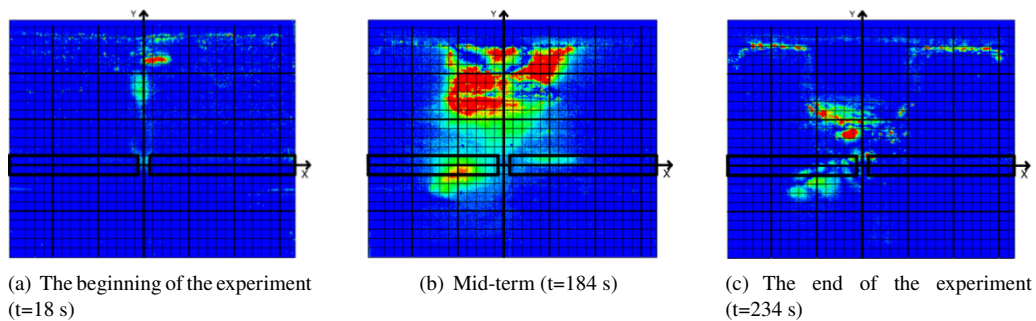 Y
X
Y
X
Y
X
(a) The beginning of the experiment
(t=18 s)
(b) Mid-term (t=184 s)
(c) The end of the experiment
(t=234 s)